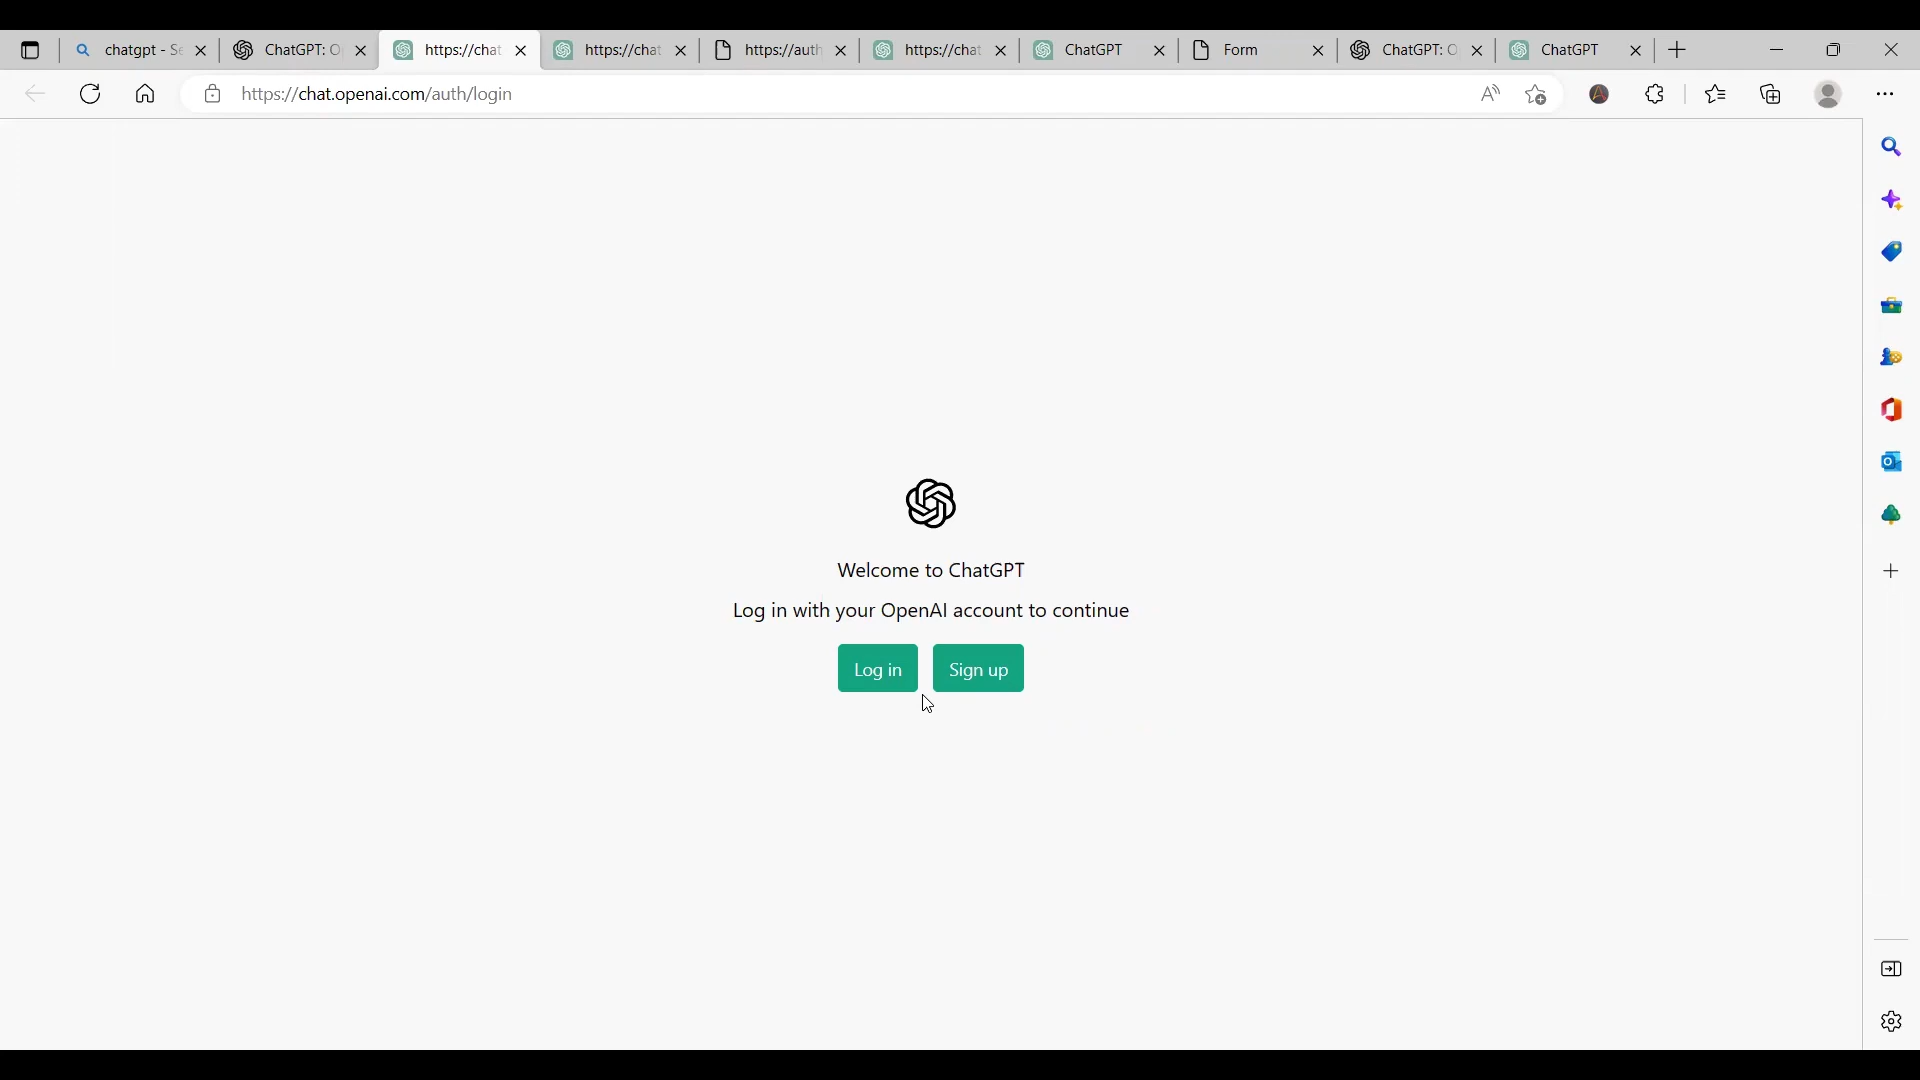 chatgpt - Se
ChatGPT: O
https://chat
https://chat
https://auth
https://chat
ChatGPT
Form
ChatGPT: O
ChatGPT
https://chat.openai.com/auth/login
Welcome to ChatGPT
Log in with your OpenAI account to continue
Log in
Sign up